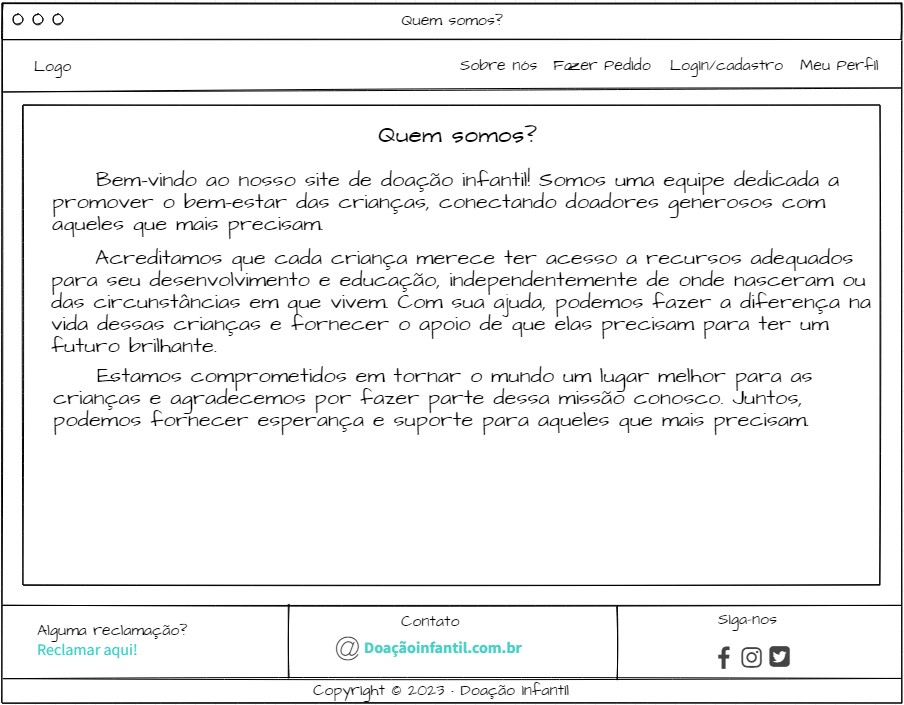 Quem somos?
Logo
Sobre nós Fazer Pedido Login/cadastro Meu Perfil
Quem somos?
Bem-vindo ao nosso site de doação infantil! Somos uma equipe dedicada a
promover o bem-estar das crianças, conectando doadores generosos com
aqueles que mais precisam.
Acreditamos que cada criança merece ter acesso a recursos adequados
para seu desenvolvimento e educação, independentemente de onde nasceram ou
das circunstâncias em que vivem. Com sua ajuda, podemos fazer a diferença na
vida dessas crianças e fornecer o apoio de que elas precisam para ter um
futuro brilhante.
Estamos comprometidos em tornar o mundo um lugar melhor para as
crianças e agradecemos por fazer parte dessa missão conosco. Juntos,
podemos fornecer esperança e suporte para aqueles que mais precisam.
Alguma reclamação?
Reclamar aqui!
Contato
@ Doaçãoinfantil.com.br
Siga-nos
Copyright © 2023 - Doação Infantil